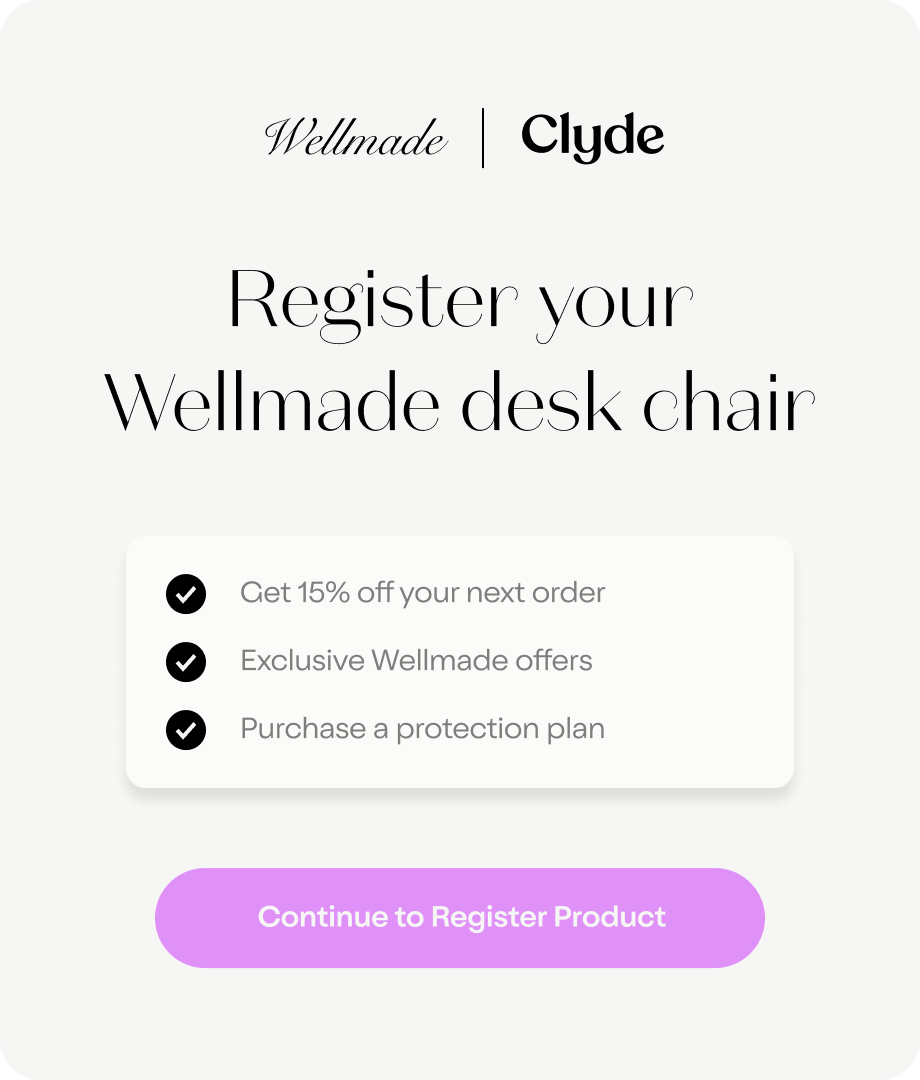 Wellmade | Clyde
Register your
Wellmade desk chair
Get 15% off your next order
Exclusive Wellmade offers
Purchase a protection plan
Continue to Register Product